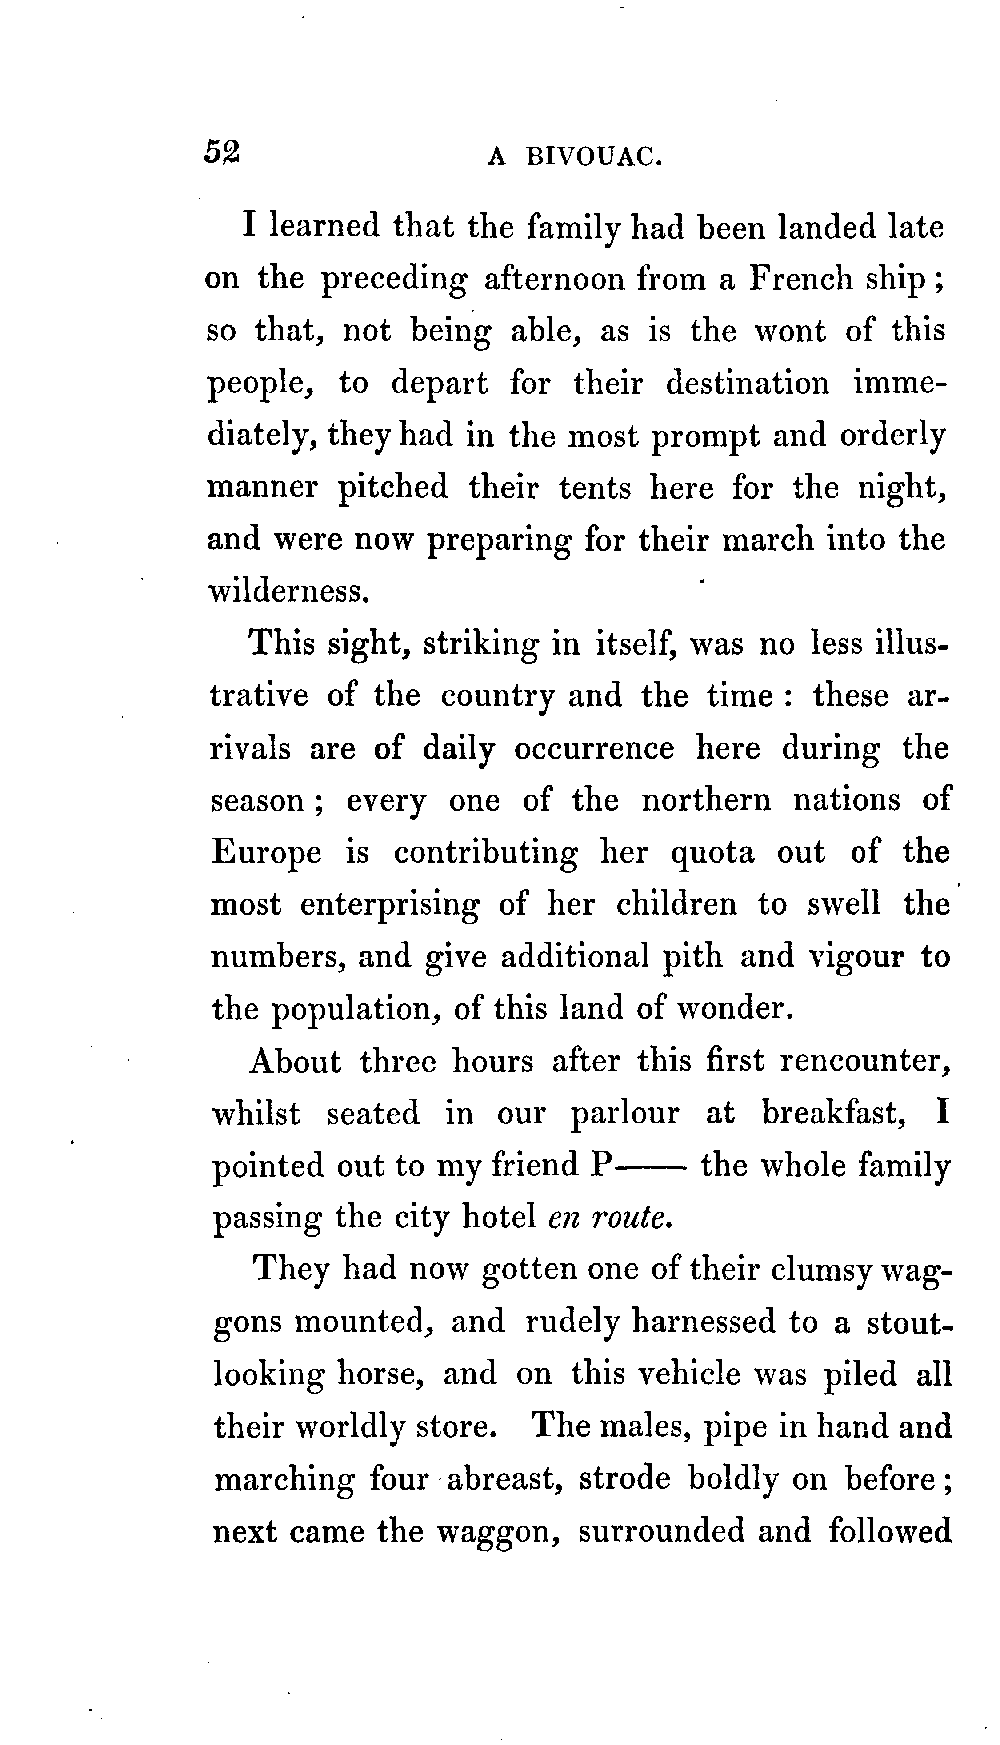 52 A BIVOUAC.
I learned that the family had been landed late
on the preceding afternoon from a French ship ;
so that, not being able, as is the wont of this
people, to depart for their destination imme-
diately, they had in the most prompt and orderly
manner pitched their tents here for the night,
and were now preparing for their march into the
wilderness.
This sight, striking in itself, was no less illus-
trative of the country and the time : these ar-
rivals are of daily occurrence here during the
season ; every one of the northern nations of
Europe is contributing her quota out of the
most enterprising of her children to swell the
numbers, and give additional pith and vigour to
the population, of this land of wonder.
About three hours after this first rencounter,
whilst seated in our parlour at breakfast, I
pointed out to my friend P—— the whole family
passing the city hotel en route.
They had now gotten one of their clumsy wag-
gons mounted, and rudely harnessed to a stout-
looking horse, and on this vehicle was piled all
their worldly store. The males, pipe in hand and
marching four abreast, strode boldly on before ;
next came the waggon, surrounded and followed